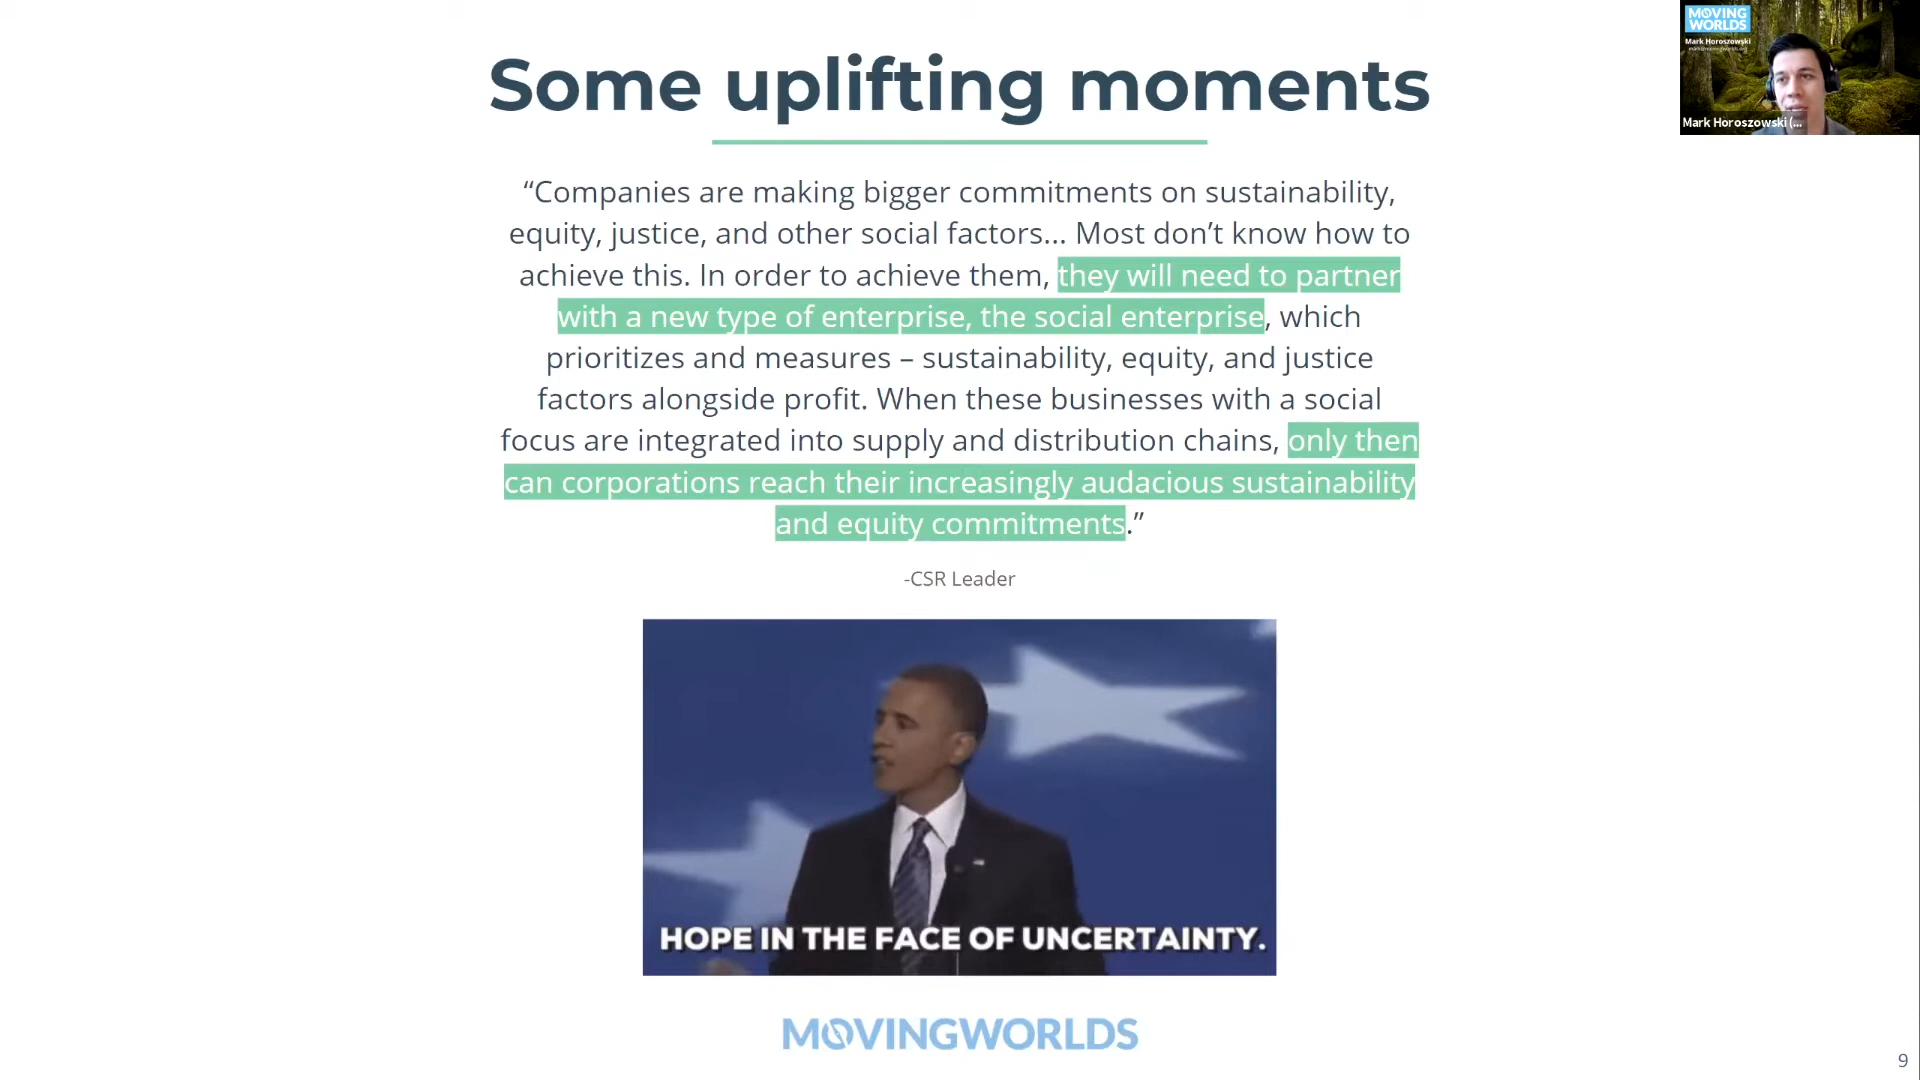 Some uplifting moments
“Companies are making bigger commitments on sustainability,
equity, justice, and other social factors... Most don’t know how to
achieve this. In order to achieve them, they will need to partner
with a new type of enterprise, the social enterprise, which
prioritizes and measures – sustainability, equity, and justice
factors alongside profit. When these businesses with a social
focus are integrated into supply and distribution chains, only then
can corporations reach their increasingly audacious sustainability
and equity commitments.”
-CSR Leader
HOPE IN THE FACE OF UNCERTAINTY.
MOVINGWORLDS
9
MOVING
WORLDS
Mark Horoszowski
Mark Horoszowski (...